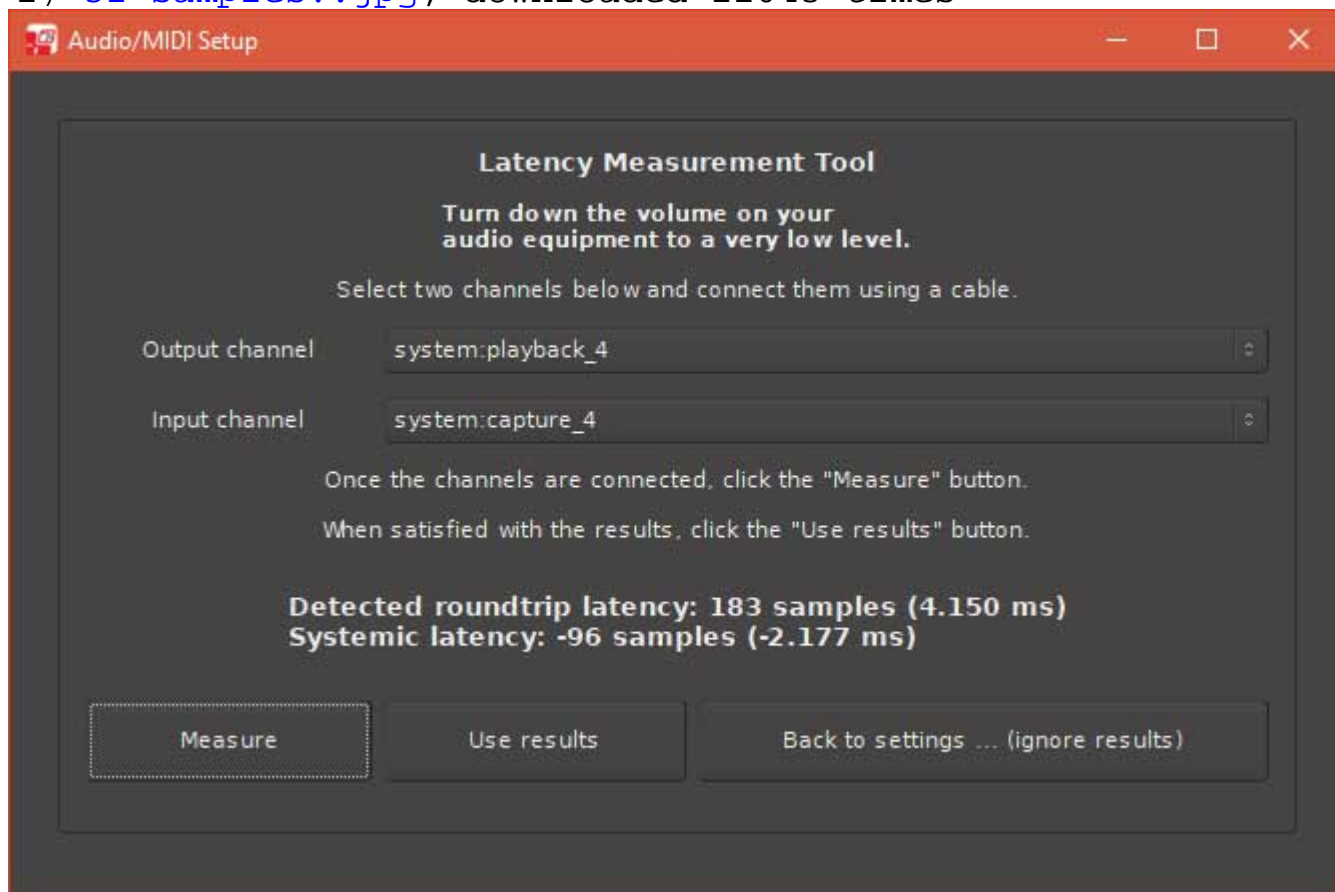 Audio/MIDI Setup
Latency Measurement Tool
Turn down the volume on your
audio equipment to a very low level.
Select two channels below and connect them using a cable.
Output channel system:playback_4
Input channel system:capture_4
Once the channels are connected, click the "Measure" button.
When satisfied with the results, click the "Use results" button.
Detected roundtrip latency: 183 samples (4.150 ms)
Systemic latency: -96 samples (-2.177 ms)
Measure Use results Back to settings ... (ignore results)